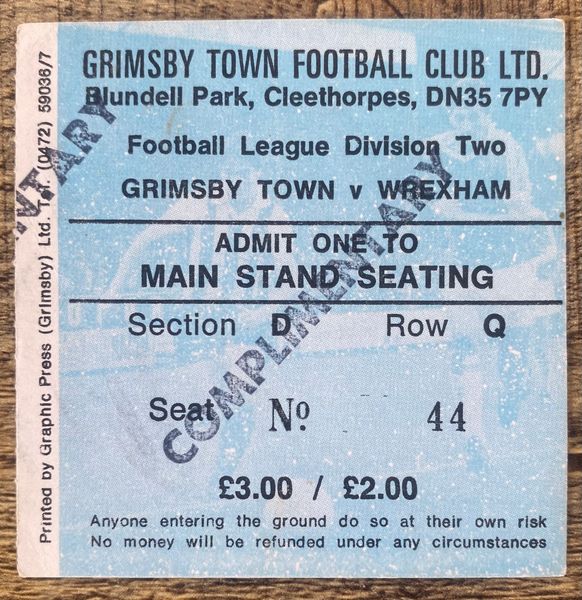 GRIMSBY TOWN FOOTBALL CLUB LTD.
Blundell Park, Cleethorpes, DN35 7PY
Football League Division Two
GRIMSBY TOWN v WREXHAM
ADMIT ONE TO
MAIN STAND SEATING
Section D Row Q
Seat No 44
£3.00 / £2.00
Anyone entering the ground do so at their own risk
No money will be refunded under any circumstances
COMPLIMENTARY
NTARY
Printed by Graphic Press (Grimsby) Ltd. Tel. (0472) 59036/7